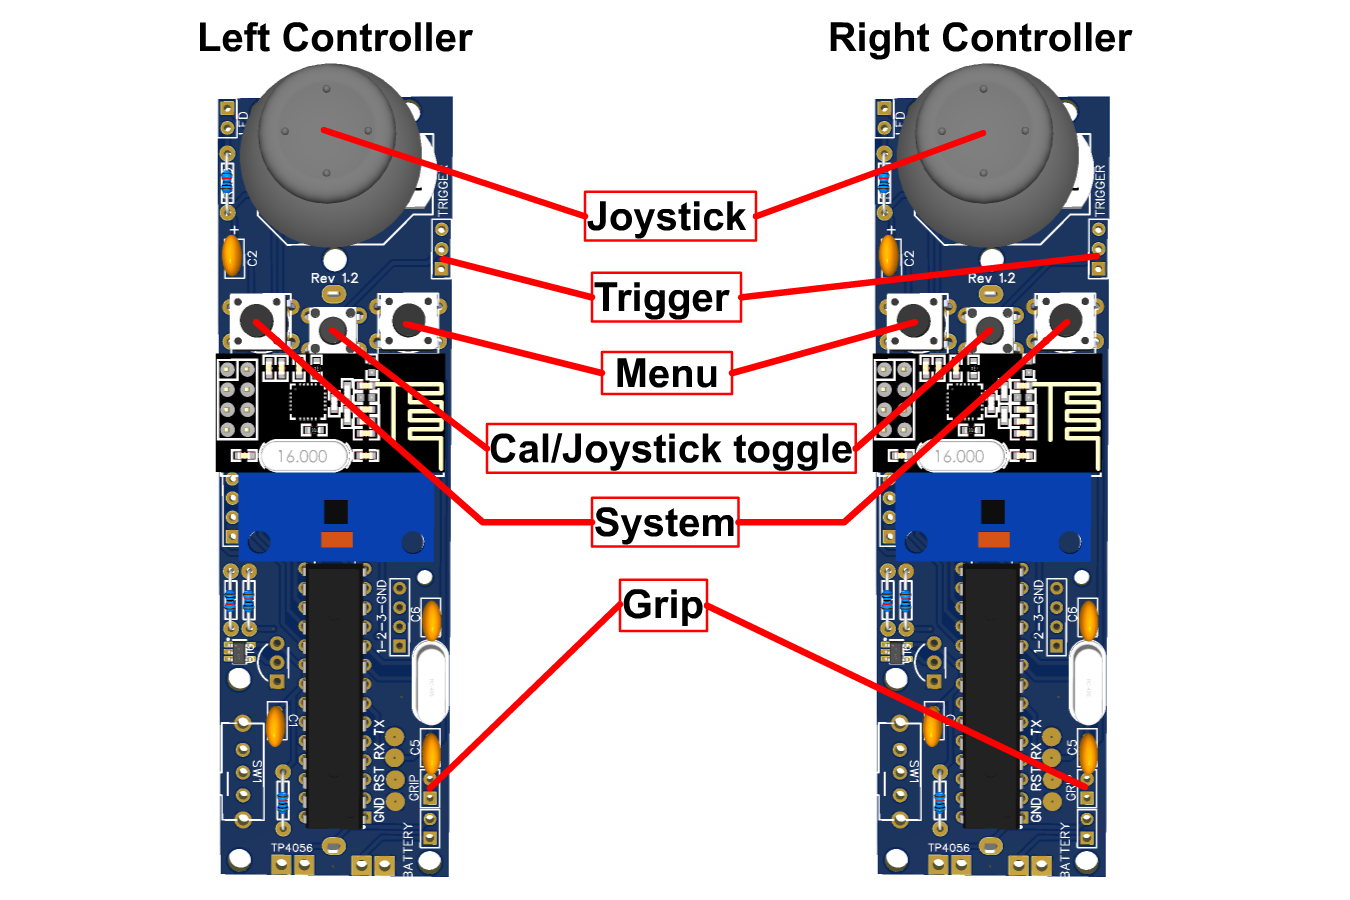 Left Controller
Right Controller
LED
LED
TRIGGER
TRIGGER
Joystick
+
C2
+
C2
Rev 1.2
Rev 1.2
Trigger
Menu
Cal/Joystick toggle
16.000
16.000
System
Grip
1-2-3-GND
C6
1-2-3-GND
C6
C1
SW1
GND RST RX TX
C5
GRIP
BATTERY
TP4056
SW1
GND RST RX TX
C5
GRIP
BATTERY
TP4056